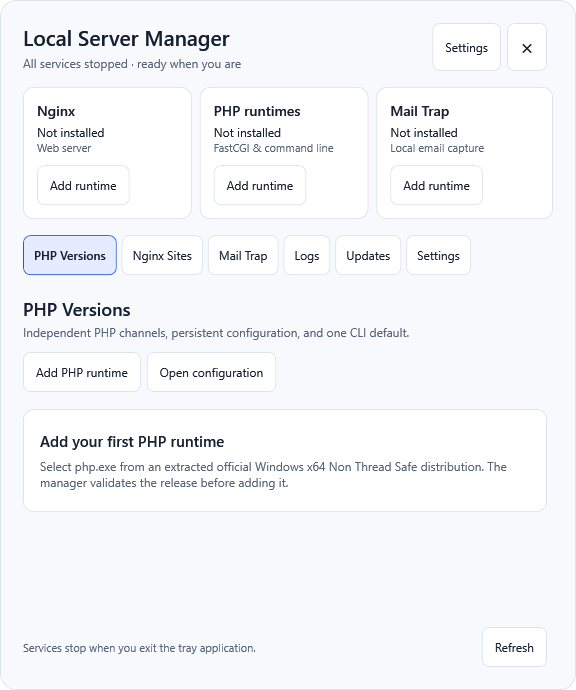 Local Server Manager
All services stopped · ready when you are
Settings
✕
Nginx
Not installed
Web server
Add runtime
PHP runtimes
Not installed
FastCGI & command line
Add runtime
Mail Trap
Not installed
Local email capture
Add runtime
PHP Versions
Nginx Sites
Mail Trap
Logs
Updates
Settings
PHP Versions
Independent PHP channels, persistent configuration, and one CLI default.
Add PHP runtime
Open configuration
Add your first PHP runtime
Select php.exe from an extracted official Windows x64 Non Thread Safe distribution. The
manager validates the release before adding it.
Services stop when you exit the tray application.
Refresh